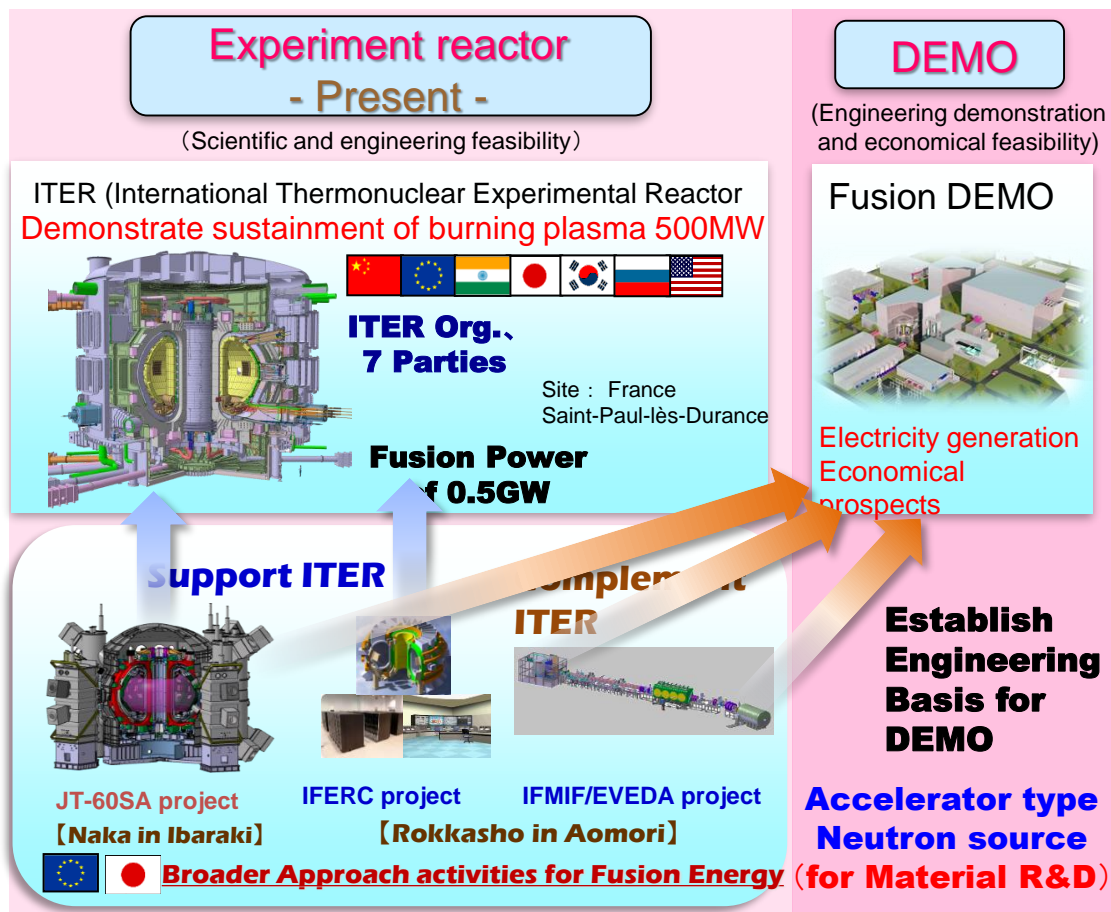 Experiment reactor
- Present -
（Scientific and engineering feasibility）
ITER (International Thermonuclear Experimental Reactor
Demonstrate sustainment of burning plasma 500MW
ITER Org.、
7 Parties
Site： France
Saint-Paul-lès-Durance
Fusion Power
of 0.5GW
DEMO
(Engineering demonstration
and economical feasibility)
Fusion DEMO
Electricity generation
Economical
prospects
Support ITER
Complement
ITER
JT-60SA project
【Naka in Ibaraki】
IFERC project
IFMIF/EVEDA project
【Rokkasho in Aomori】
Broader Approach activities for Fusion Energy
Establish
Engineering
Basis for
DEMO
Accelerator type
Neutron source
（for Material R&D）